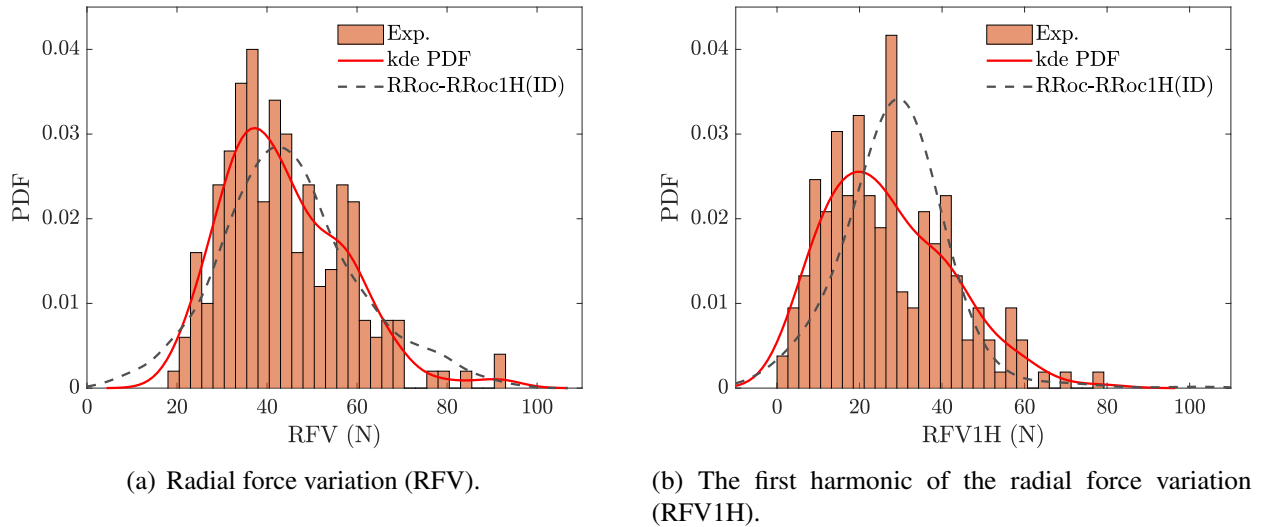 Exp.
kde PDF
RRoc-RRoc1H(ID)
0.04
0.03
0.02
0.01
0
PDF
0 20 40 60 80 100
RFV (N)
(a) Radial force variation (RFV).
Exp.
kde PDF
RRoc-RRoc1H(ID)
0.04
0.03
0.02
0.01
0
PDF
0 20 40 60 80 100
RFV1H (N)
(b) The first harmonic of the radial force variation
(RFV1H).